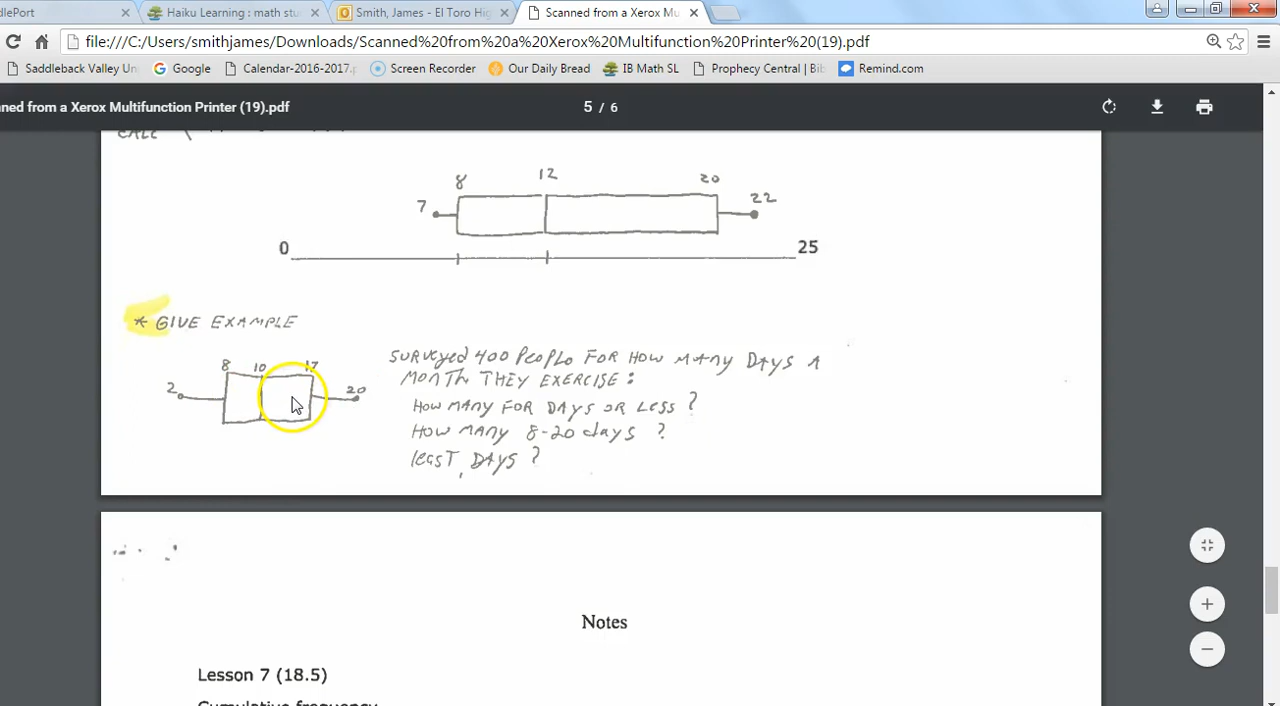 dlePort
Haiku Learning : math stu
Smith, James - El Toro Hig
Scanned from a Xerox Mu
file:///C:/Users/smithjames/Downloads/Scanned%20from%20a%20Xerox%20Multifunction%20Printer%20(19).pdf
Saddleback Valley Un
Google
Calendar-2016-2017.p
Screen Recorder
Our Daily Bread
IB Math SL
Prophecy Central | Bib
Remind.com
ned from a Xerox Multifunction Printer (19).pdf
5 / 6
8 12 20
7 22
0 25
* GIVE EXAMPLE
8 10 17
2 20
SURVEYED 400 PEOPLE FOR HOW MANY DAYS A
MONTH THEY EXERCISE :
HOW MANY FOR DAYS OR LESS ?
HOW MANY 8-20 days ?
leasT DAYS ?
Notes
Lesson 7 (18.5)
Cumulative frequency